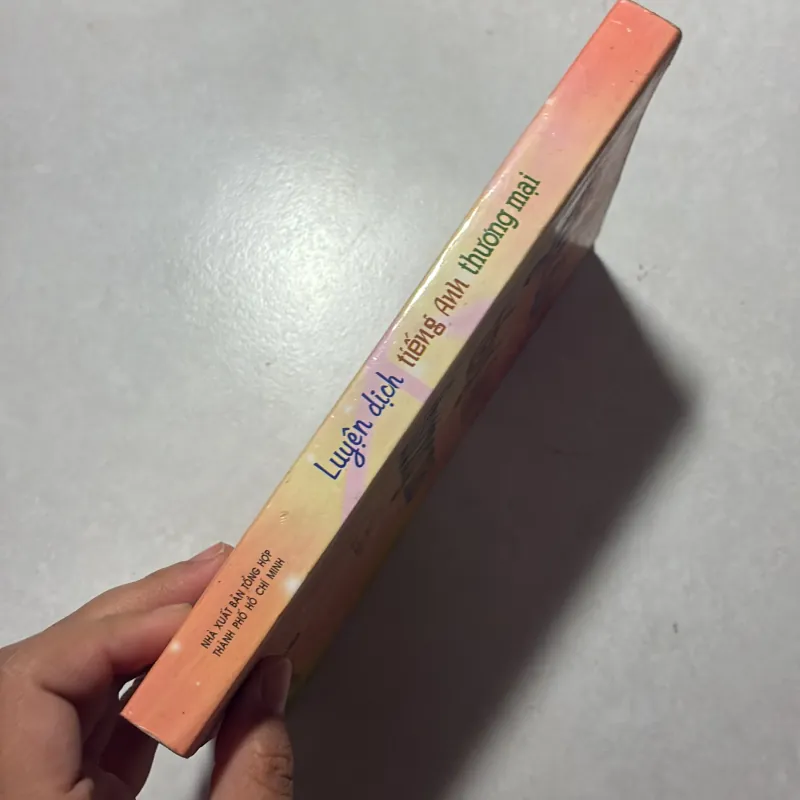 Luyện dịch tiếng Anh thương mại
NHÀ XUẤT BẢN TỔNG HỢP
THÀNH PHỐ HỒ CHÍ MINH